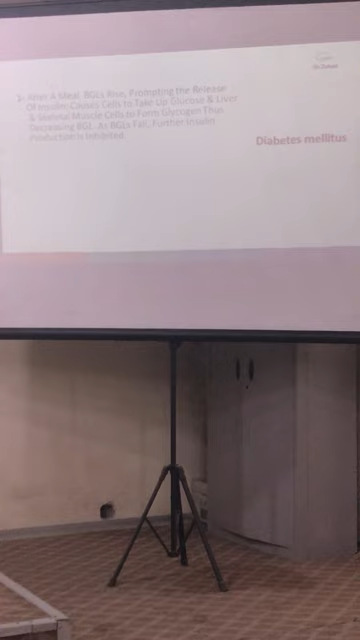 1- After A Meal, BGLs Rise, Prompting the Release
Of Insulin Causes Cells to Take Up Glucose & Liver
& Skeletal Muscle Cells to Form Glycogen Thus
Decreasing BGL. As BGLs Fall, Further Insulin
Production Is Inhibited.
Diabetes mellitus